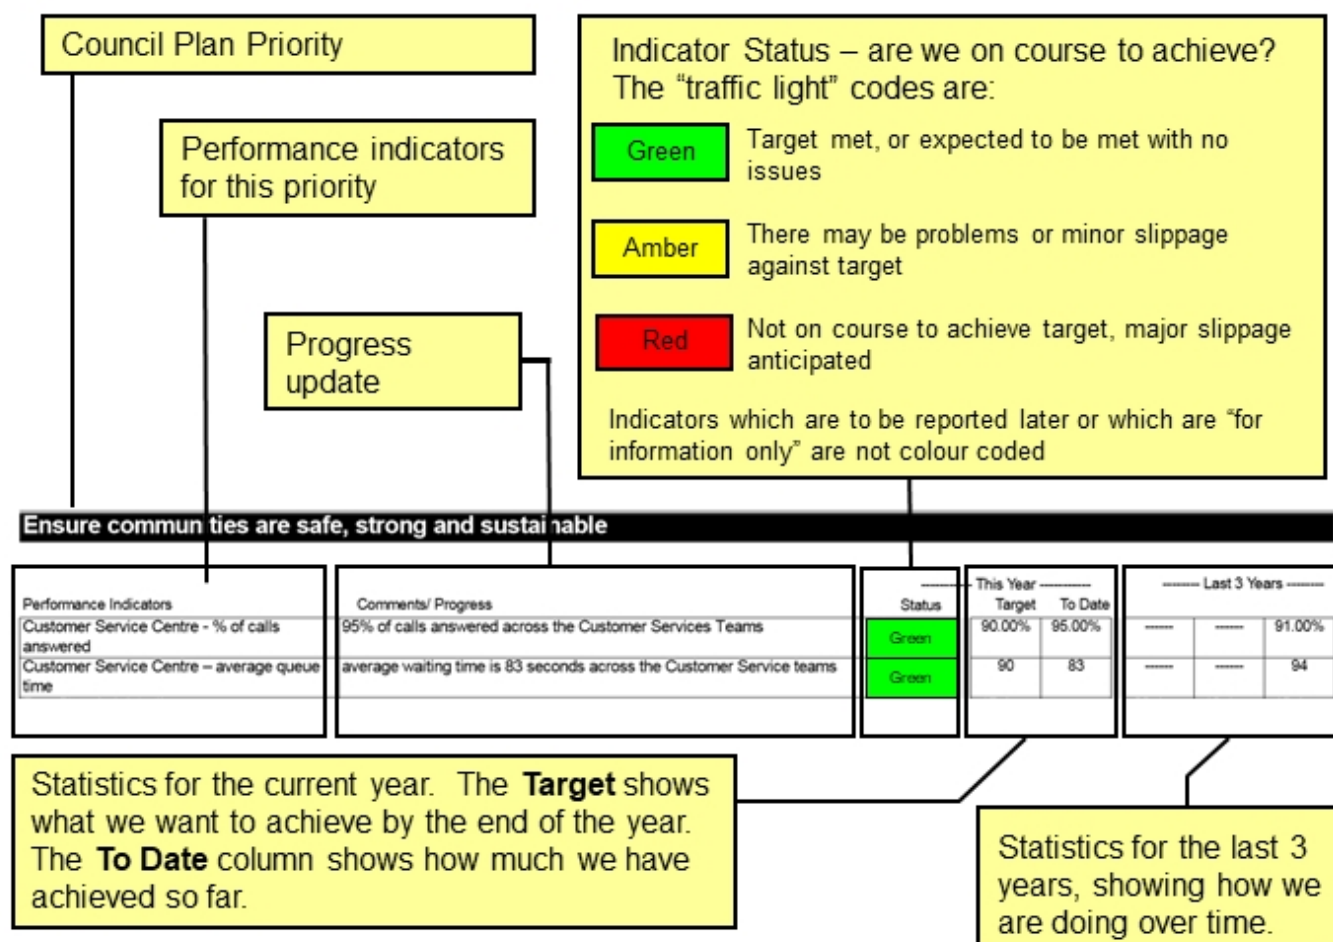 Council Plan Priority
Performance indicators
for this priority
Progress
update
Indicator Status – are we on course to achieve?
The “traffic light” codes are:
Green
Target met, or expected to be met with no
issues
Amber
There may be problems or minor slippage
against target
Red
Not on course to achieve target, major slippage
anticipated
Indicators which are to be reported later or which are “for
information only” are not colour coded
Ensure communities are safe, strong and sustainable
------------ This Year ------------ -------- Last 3 Years --------
Performance Indicators Comments/ Progress Status Target To Date
Customer Service Centre - % of calls
answered
95% of calls answered across the Customer Services Teams
Green
90.00% 95.00% ------ ------ 91.00%
Customer Service Centre – average queue
time
average waiting time is 83 seconds across the Customer Service teams
Green
90 83 ------ ------ 94
Statistics for the current year. The Target shows
what we want to achieve by the end of the year.
The To Date column shows how much we have
achieved so far.
Statistics for the last 3
years, showing how we
are doing over time.